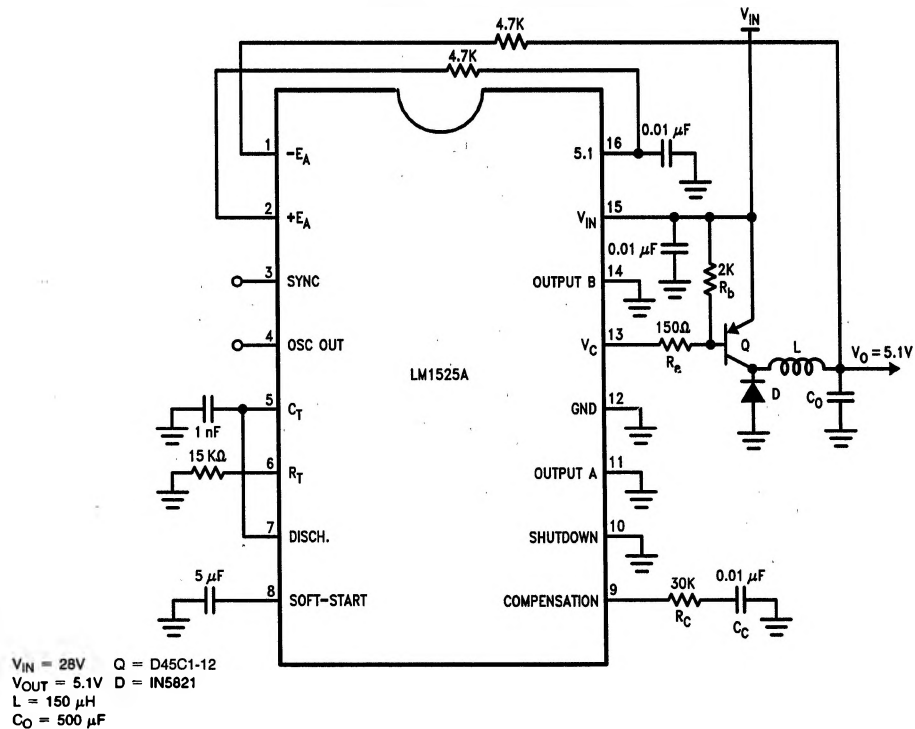 4.7K
V_IN
4.7K
0.01 μF
1 -E_A
5.1 16
2 +E_A
V_IN 15
0.01 μF
2K
R_b
3 SYNC
OUTPUT B 14
4 OSC OUT
V_C 13
150Ω
R_e
Q
L
V_O = 5.1V
LM1525A
D
C_O
5 C_T
GND 12
1 nF
15 KΩ
6 R_T
OUTPUT A 11
7 DISCH.
SHUTDOWN 10
5 μF
8 SOFT-START
COMPENSATION 9
30K
R_C
0.01 μF
C_C
V_IN = 28V Q = D45C1-12
V_OUT = 5.1V D = IN5821
L = 150 μH
C_O = 500 μF